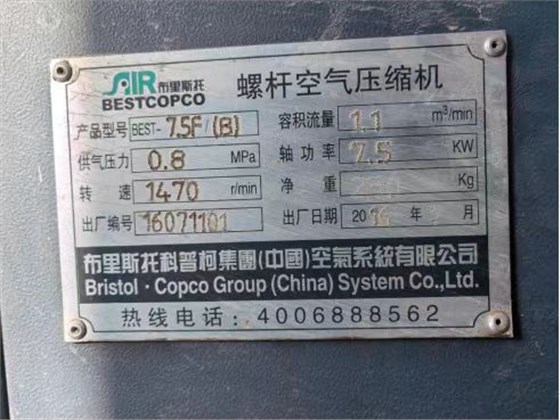 AIR 布里斯托
BESTCOPCO
螺杆空气压缩机
产品型号 BEST- 7.5F/(B) 容积流量 1.1 m³/min
供气压力 0.8 MPa 轴功率 7.5 KW
转速 1470 r/min 净重 Kg
出厂编号 16071101 出厂日期 2016年 月
布里斯托科普柯集團(中國)空氣系統有限公司
Bristol·Copco Group (China) System Co.,Ltd.
热线电话: 4006888562